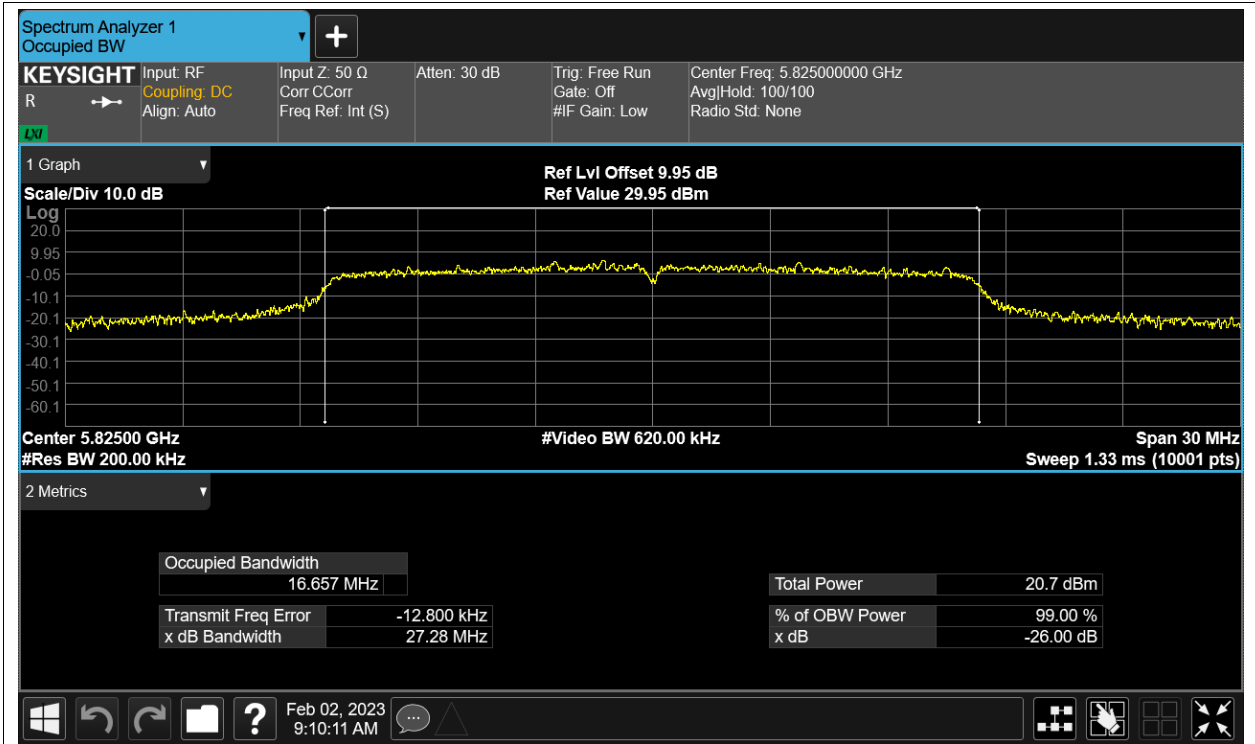 Spectrum Analyzer 1
Occupied BW
+
KEYSIGHT
R
LXI
Input: RF
Coupling: DC
Align: Auto
Input Z: 50 Ω
Corr CCorr
Freq Ref: Int (S)
Atten: 30 dB
Trig: Free Run
Gate: Off
#IF Gain: Low
Center Freq: 5.825000000 GHz
Avg|Hold: 100/100
Radio Std: None
1 Graph
Scale/Div 10.0 dB
Ref Lvl Offset 9.95 dB
Ref Value 29.95 dBm
Log
20.0
9.95
-0.05
-10.1
-20.1
-30.1
-40.1
-50.1
-60.1
Center 5.82500 GHz
#Video BW 620.00 kHz
Span 30 MHz
#Res BW 200.00 kHz
Sweep 1.33 ms (10001 pts)
2 Metrics
Occupied Bandwidth
16.657 MHz
Transmit Freq Error -12.800 kHz
x dB Bandwidth 27.28 MHz
Total Power 20.7 dBm
% of OBW Power 99.00 %
x dB -26.00 dB
?
Feb 02, 2023
9:10:11 AM